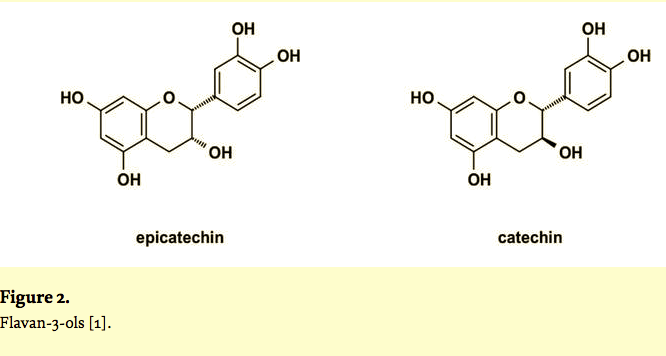 OH
OH
HO
O
OH
OH
epicatechin
OH
OH
HO
O
OH
OH
catechin
Figure 2.
Flavan-3-ols [1].